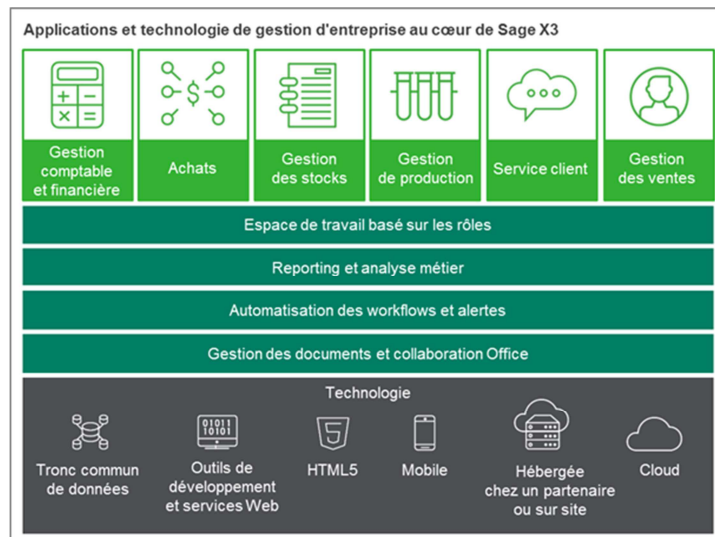 Applications et technologie de gestion d'entreprise au cœur de Sage X3
Gestion
comptable
et financière
Achats
Gestion
des stocks
Gestion
de production
Service client
Gestion
des ventes
Espace de travail basé sur les rôles
Reporting et analyse métier
Automatisation des workflows et alertes
Gestion des documents et collaboration Office
Technologie
01011
10101
Tronc commun
de données
Outils de
développement
et services Web
HTML5
Mobile
Hébergée
chez un partenaire
ou sur site
Cloud